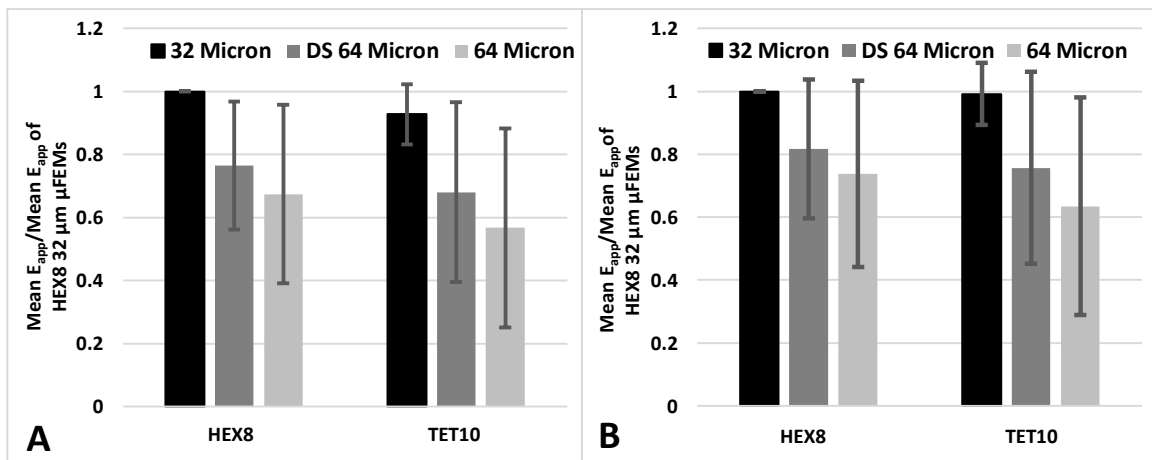 1.2
32 Micron DS 64 Micron 64 Micron
1
0.8
0.6
0.4
0.2
0
Mean Eapp/Mean Eapp of
HEX8 32 µm µFEMs
HEX8 TET10
A
1.2
32 Micron DS 64 Micron 64 Micron
1
0.8
0.6
0.4
0.2
0
Mean Eapp/Mean Eapp of
HEX8 32 µm µFEMs
HEX8 TET10
B